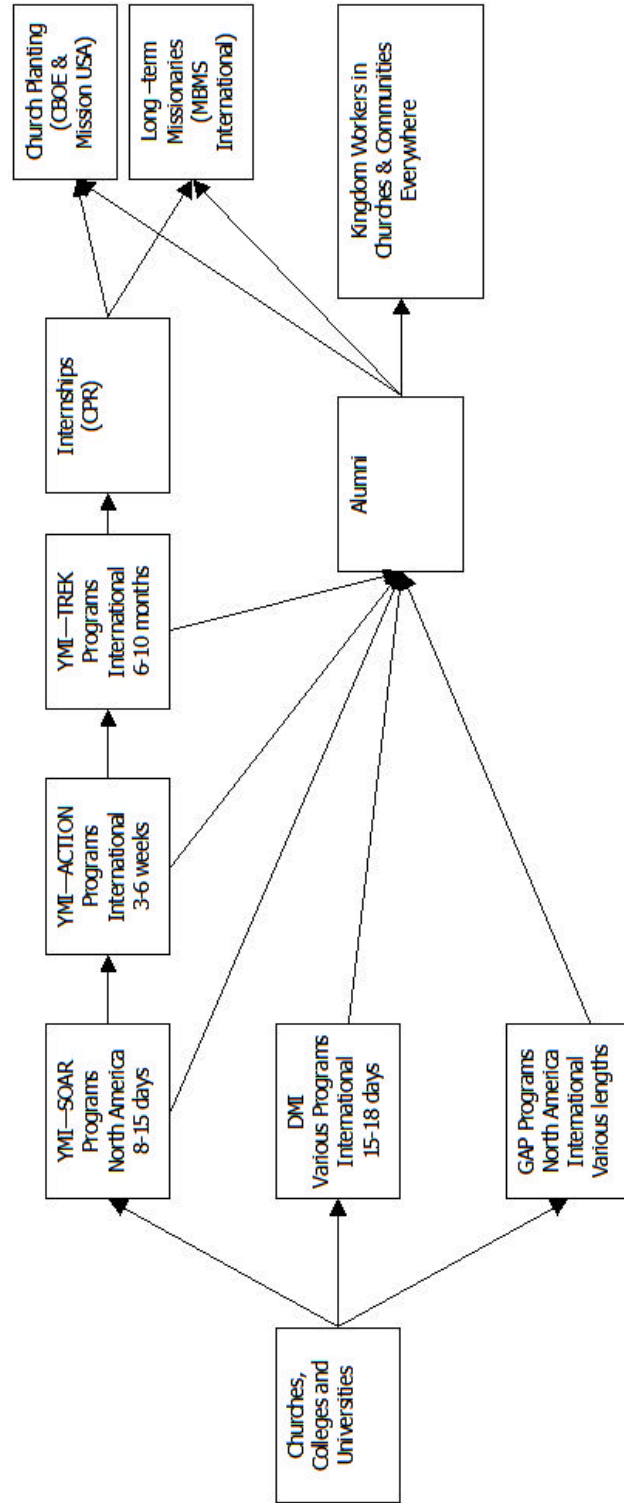 Churches,
Colleges and
Universities
YMI—SOAR
Programs
North America
8-15 days
DMI
Various Programs
International
15-18 days
GAP Programs
North America
International
Various lengths
YMI—ACTION
Programs
International
3-6 weeks
YMI—TREK
Programs
International
6-10 months
Internships
(CPR)
Alumni
Church Planting
(CBOE &
Mission USA)
Long –term
Missionaries
(MBMS
International)
Kingdom Workers in
Churches & Communities
Everywhere